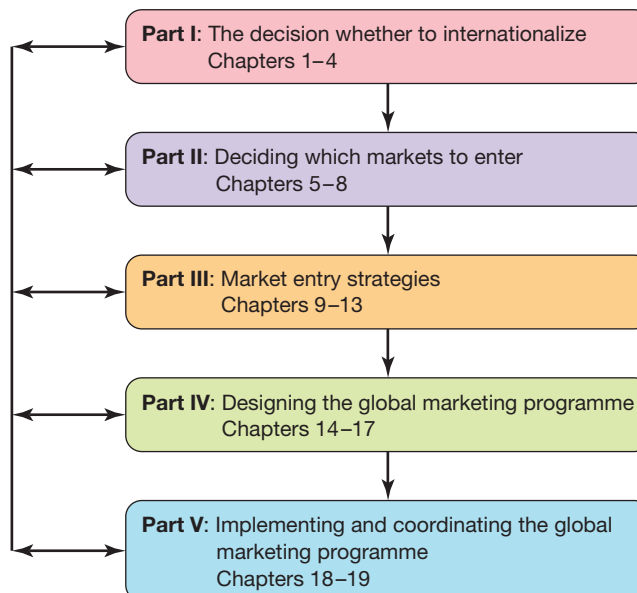 Part I: The decision whether to internationalize
Chapters 1–4
Part II: Deciding which markets to enter
Chapters 5–8
Part III: Market entry strategies
Chapters 9–13
Part IV: Designing the global marketing programme
Chapters 14–17
Part V: Implementing and coordinating the global
marketing programme
Chapters 18–19